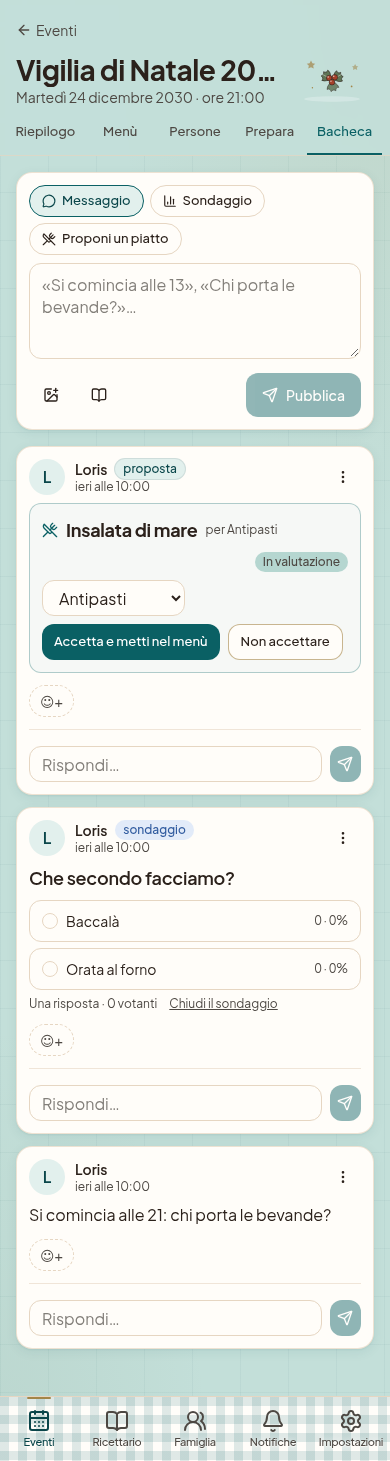 Eventi
Vigilia di Natale 20…
Martedì 24 dicembre 2030 · ore 21:00
Riepilogo Menù Persone Prepara Bacheca
Messaggio Sondaggio
Proponi un piatto
«Si comincia alle 13», «Chi porta le
bevande?»…
Pubblica
L Loris proposta
ieri alle 10:00
Insalata di mare per Antipasti
In valutazione
Antipasti
Accetta e metti nel menù Non accettare
Rispondi…
L Loris sondaggio
ieri alle 10:00
Che secondo facciamo?
Baccalà 0 · 0%
Orata al forno 0 · 0%
Una risposta · 0 votanti Chiudi il sondaggio
Rispondi…
L Loris
ieri alle 10:00
Si comincia alle 21: chi porta le bevande?
Rispondi…
Eventi Ricettario Famiglia Notifiche Impostazioni